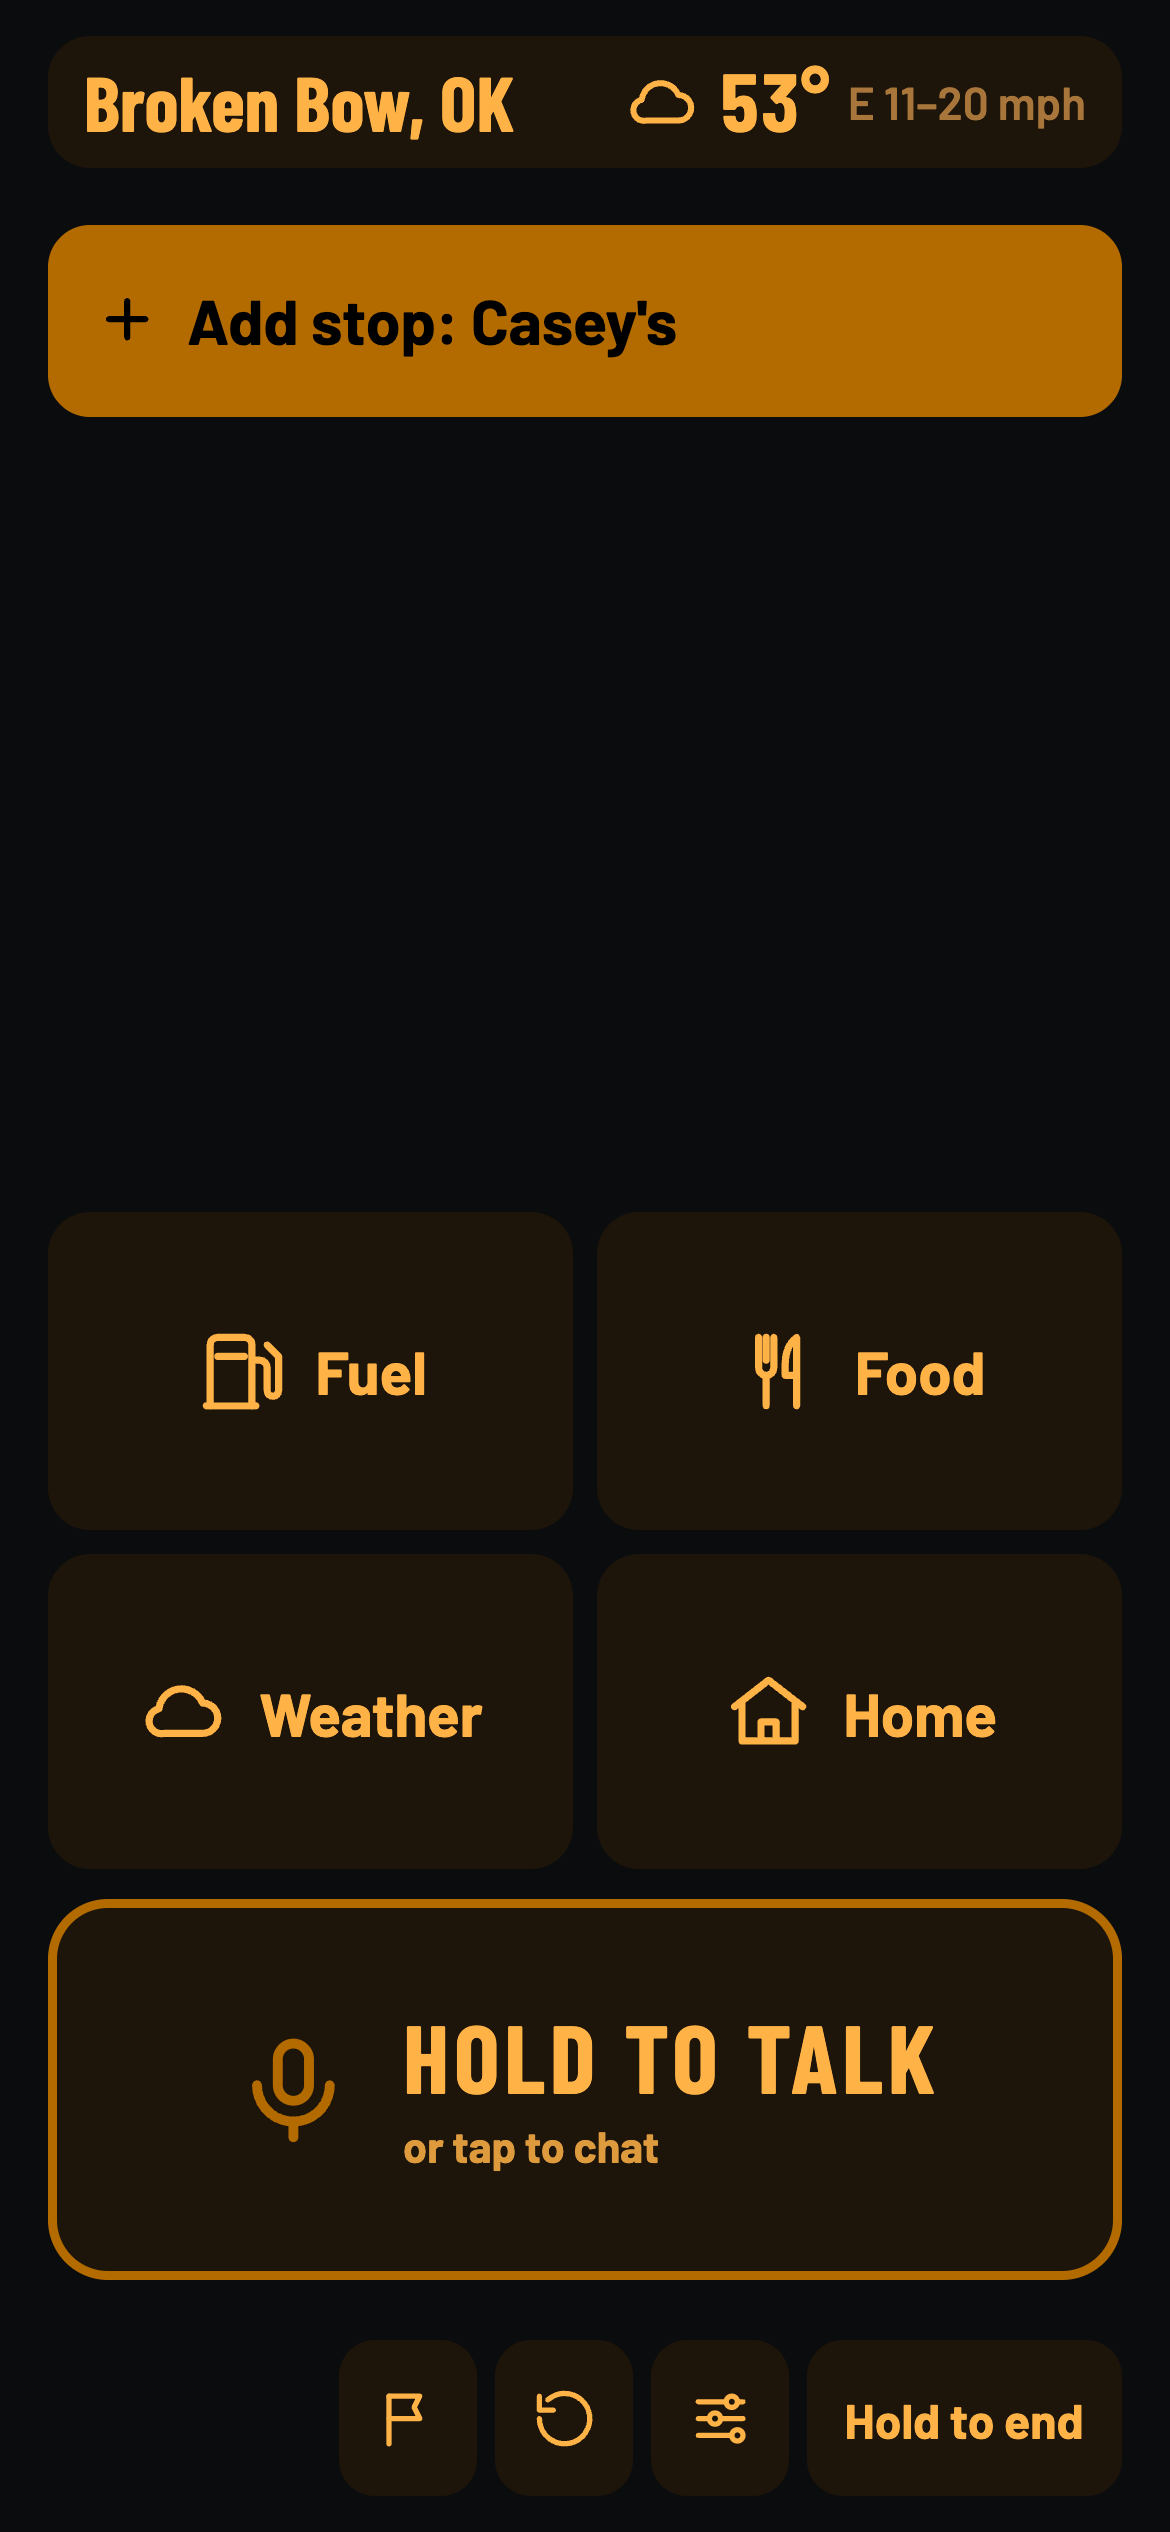 Broken Bow, OK 53° E 11–20 mph
Add stop: Casey's
Fuel
Food
Weather
Home
HOLD TO TALK
or tap to chat
Hold to end